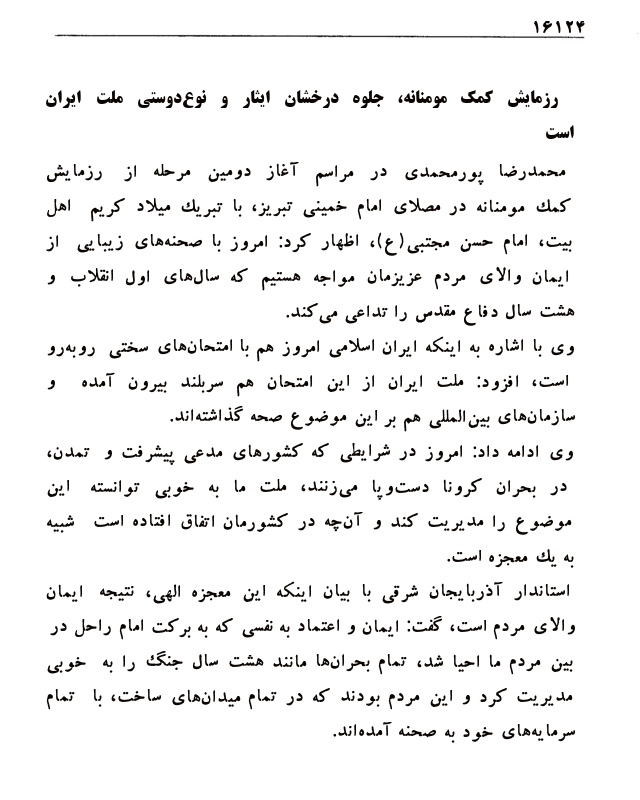 ۱۶۱۲۴
رزمایش کمک مومنانه، جلوه درخشان ایثار و نوع‌دوستی ملت ایران
است
محمدرضا پورمحمدی در مراسم آغاز دومین مرحله از رزمایش
کمك مومنانه در مصلای امام خمینی تبریز، با تبریك میلاد کریم اهل
بیت، امام حسن مجتبی(ع)، اظهار کرد: امروز با صحنه‌های زیبایی از
ایمان والای مردم عزیزمان مواجه هستیم که سال‌های اول انقلاب و
هشت سال دفاع مقدس را تداعی می‌کند.
وی با اشاره به اینکه ایران اسلامی امروز هم با امتحان‌های سختی روبه‌رو
است، افزود: ملت ایران از این امتحان هم سربلند بیرون آمده و
سازمان‌های بین‌المللی هم بر این موضوع صحه گذاشته‌اند.
وی ادامه داد: امروز در شرایطی که کشورهای مدعی پیشرفت و تمدن،
در بحران کرونا دست‌وپا می‌زنند، ملت ما به خوبی توانسته این
موضوع را مدیریت کند و آن‌چه در کشورمان اتفاق افتاده است شبیه
به یك معجزه است.
استاندار آذربایجان شرقی با بیان اینکه این معجزه الهی، نتیجه ایمان
والای مردم است، گفت: ایمان و اعتماد به نفسی که به برکت امام راحل در
بین مردم ما احیا شد، تمام بحران‌ها مانند هشت سال جنگ را به خوبی
مدیریت کرد و این مردم بودند که در تمام میدان‌های ساخت، با تمام
سرمایه‌های خود به صحنه آمده‌اند.